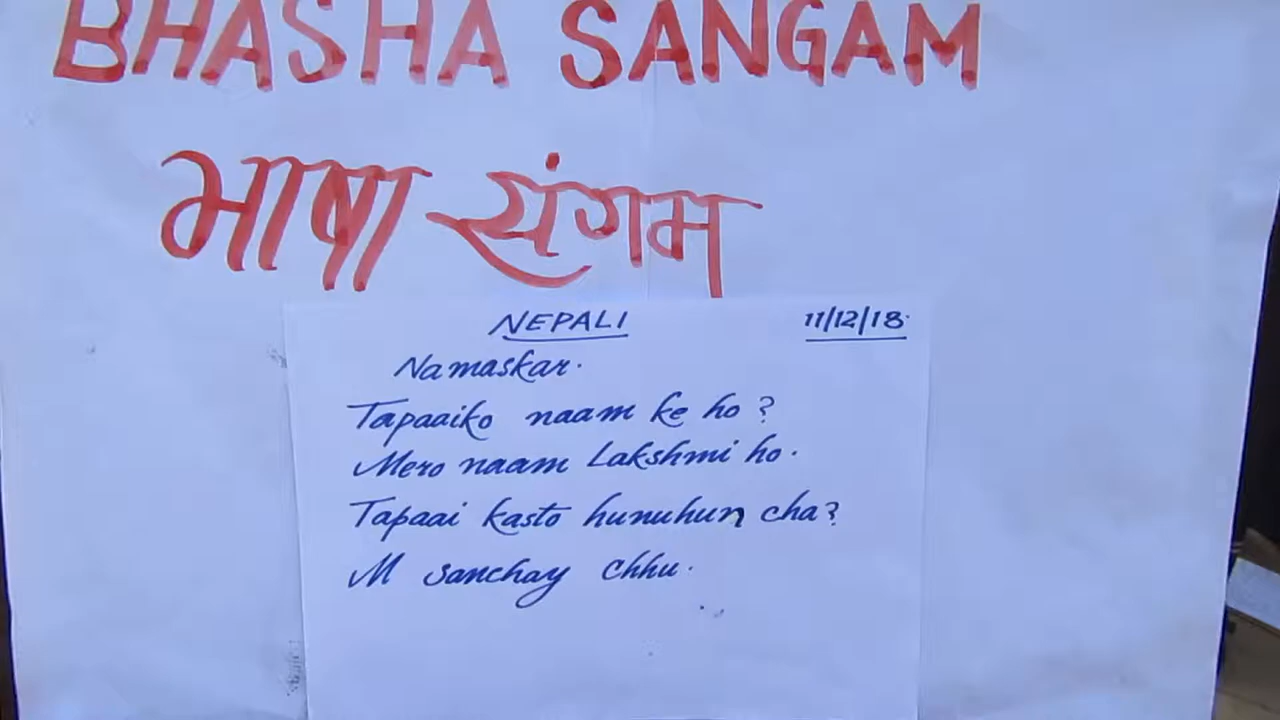 BHASHA SANGAM
भाषा संगम
NEPALI 11/12/18.
Namaskar.
Tapaaiko naam ke ho ?
Mero naam Lakshmi ho.
Tapaai kasto hunuhun cha?
M sanchay chhu.